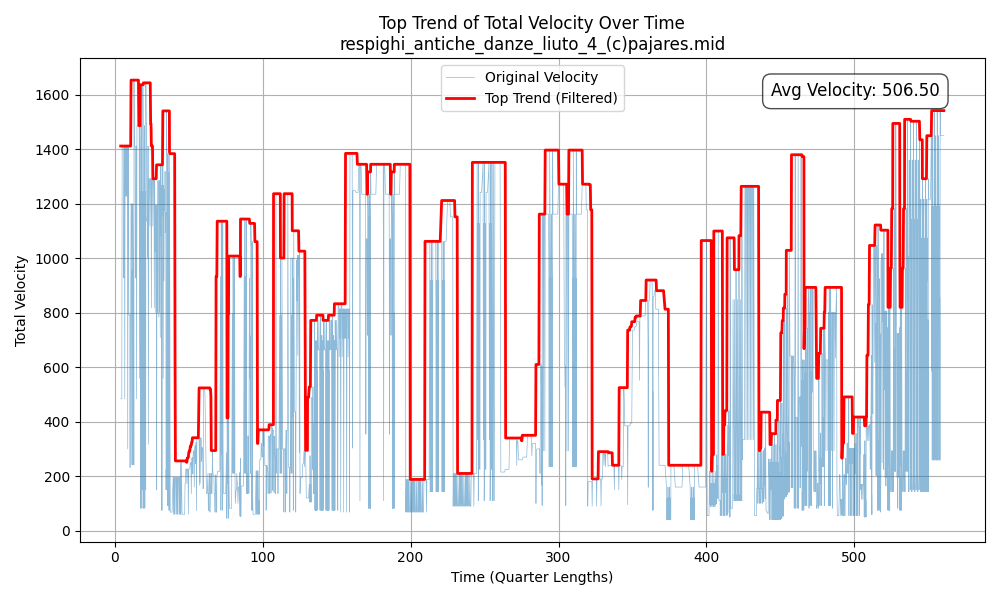 Top Trend of Total Velocity Over Time
respighi_antiche_danze_liuto_4_(c)pajares.mid
Original Velocity
Top Trend (Filtered)
Avg Velocity: 506.50
Total Velocity
1600
1400
1200
1000
800
600
400
200
0
0 100 200 300 400 500
Time (Quarter Lengths)